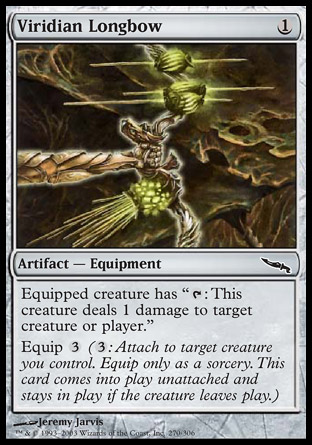 Viridian Longbow 1
Artifact — Equipment
Equipped creature has “ : This
creature deals 1 damage to target
creature or player.”
Equip 3 (3: Attach to target creature
you control. Equip only as a sorcery. This
card comes into play unattached and
stays in play if the creature leaves play.)
Jeremy Jarvis
™ & © 1993–2003 Wizards of the Coast, Inc. 270/306